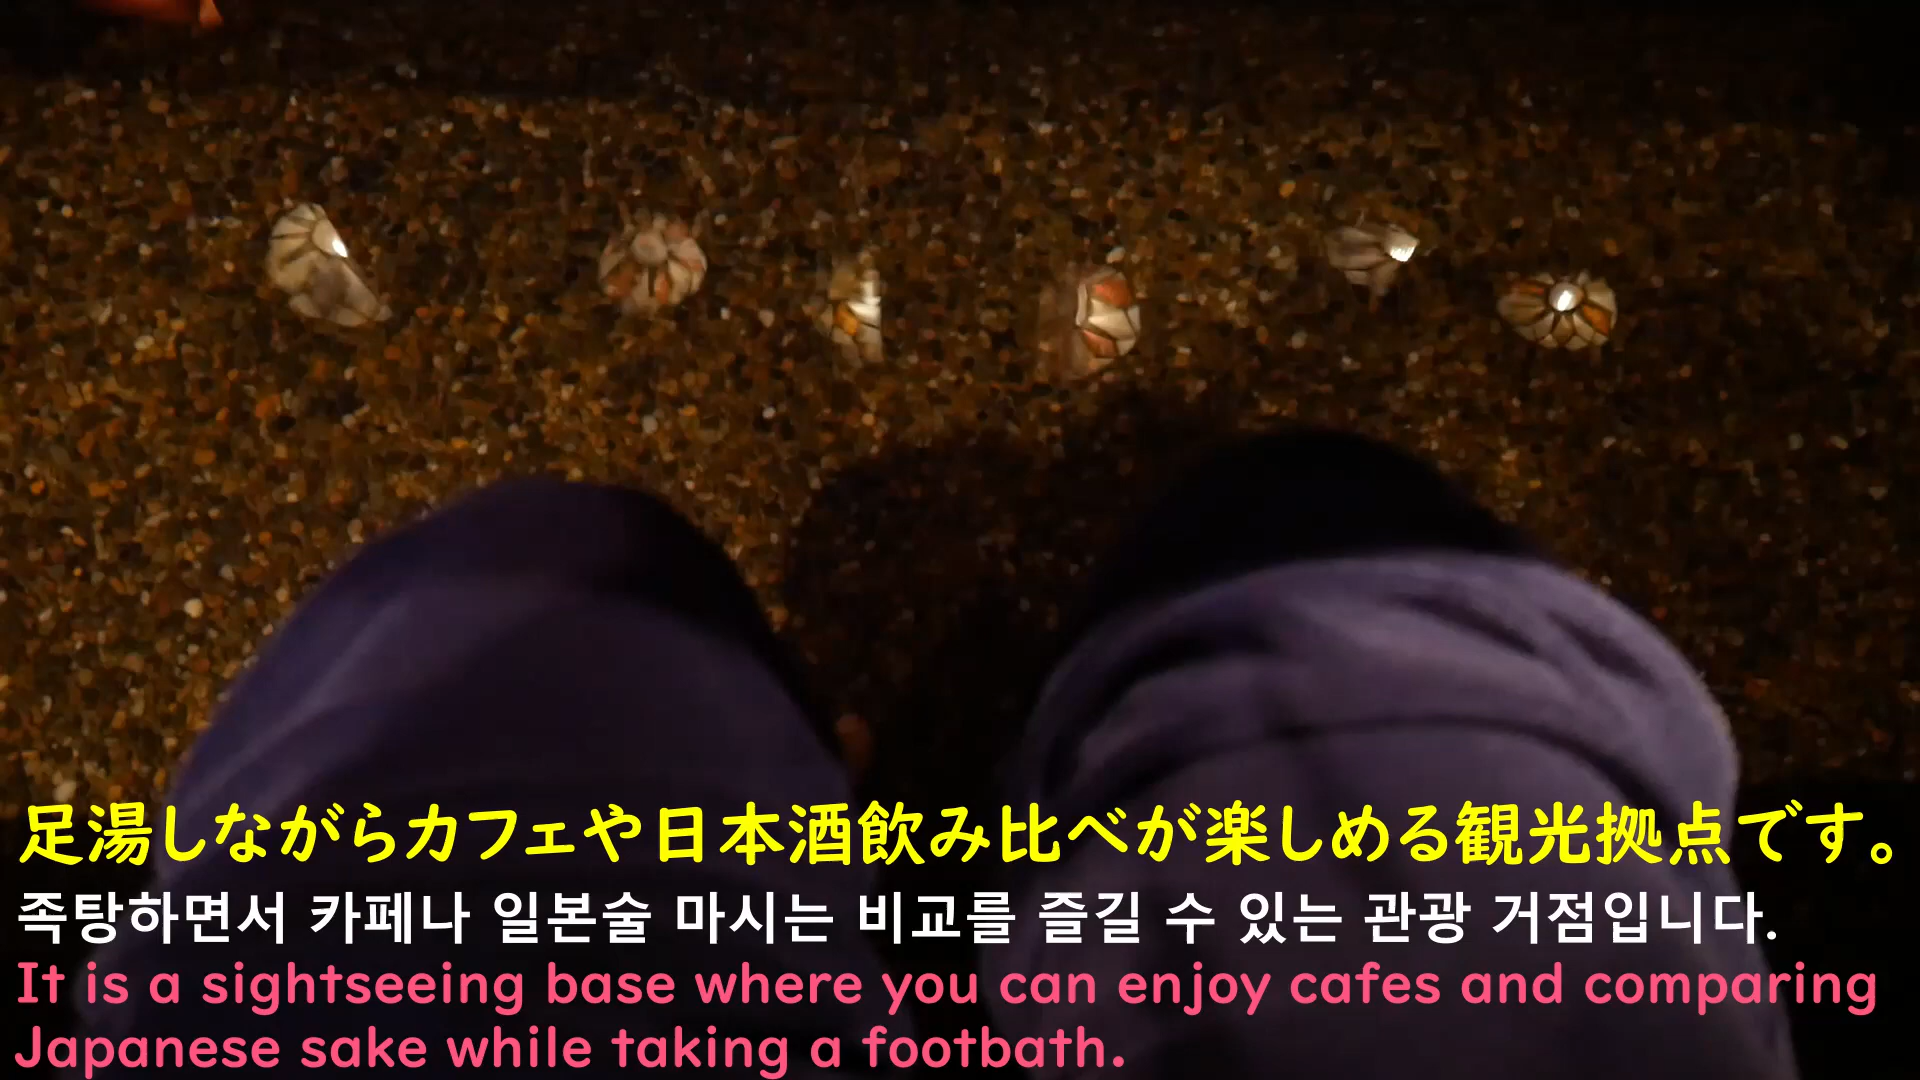 足湯しながらカフェや日本酒飲み比べが楽しめる観光拠点です。
족탕하면서 카페나 일본술 마시는 비교를 즐길 수 있는 관광 거점입니다.
It is a sightseeing base where you can enjoy cafes and comparing
Japanese sake while taking a footbath.